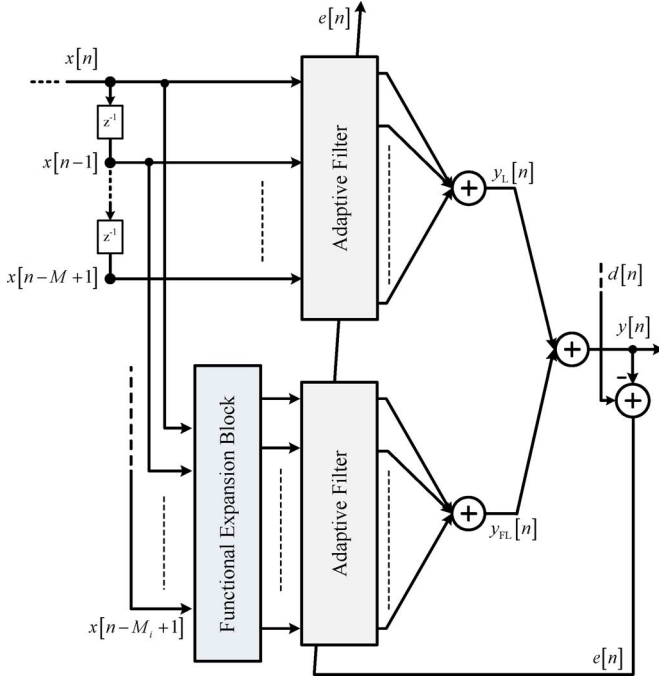 e[n]
x[n]
z⁻¹
x[n−1]
z⁻¹
x[n−M+1]
Adaptive Filter
+
y_L[n]
d[n]
y[n]
+
−
+
Functional Expansion Block
Adaptive Filter
+
y_FL[n]
x[n−M_i+1]
e[n]